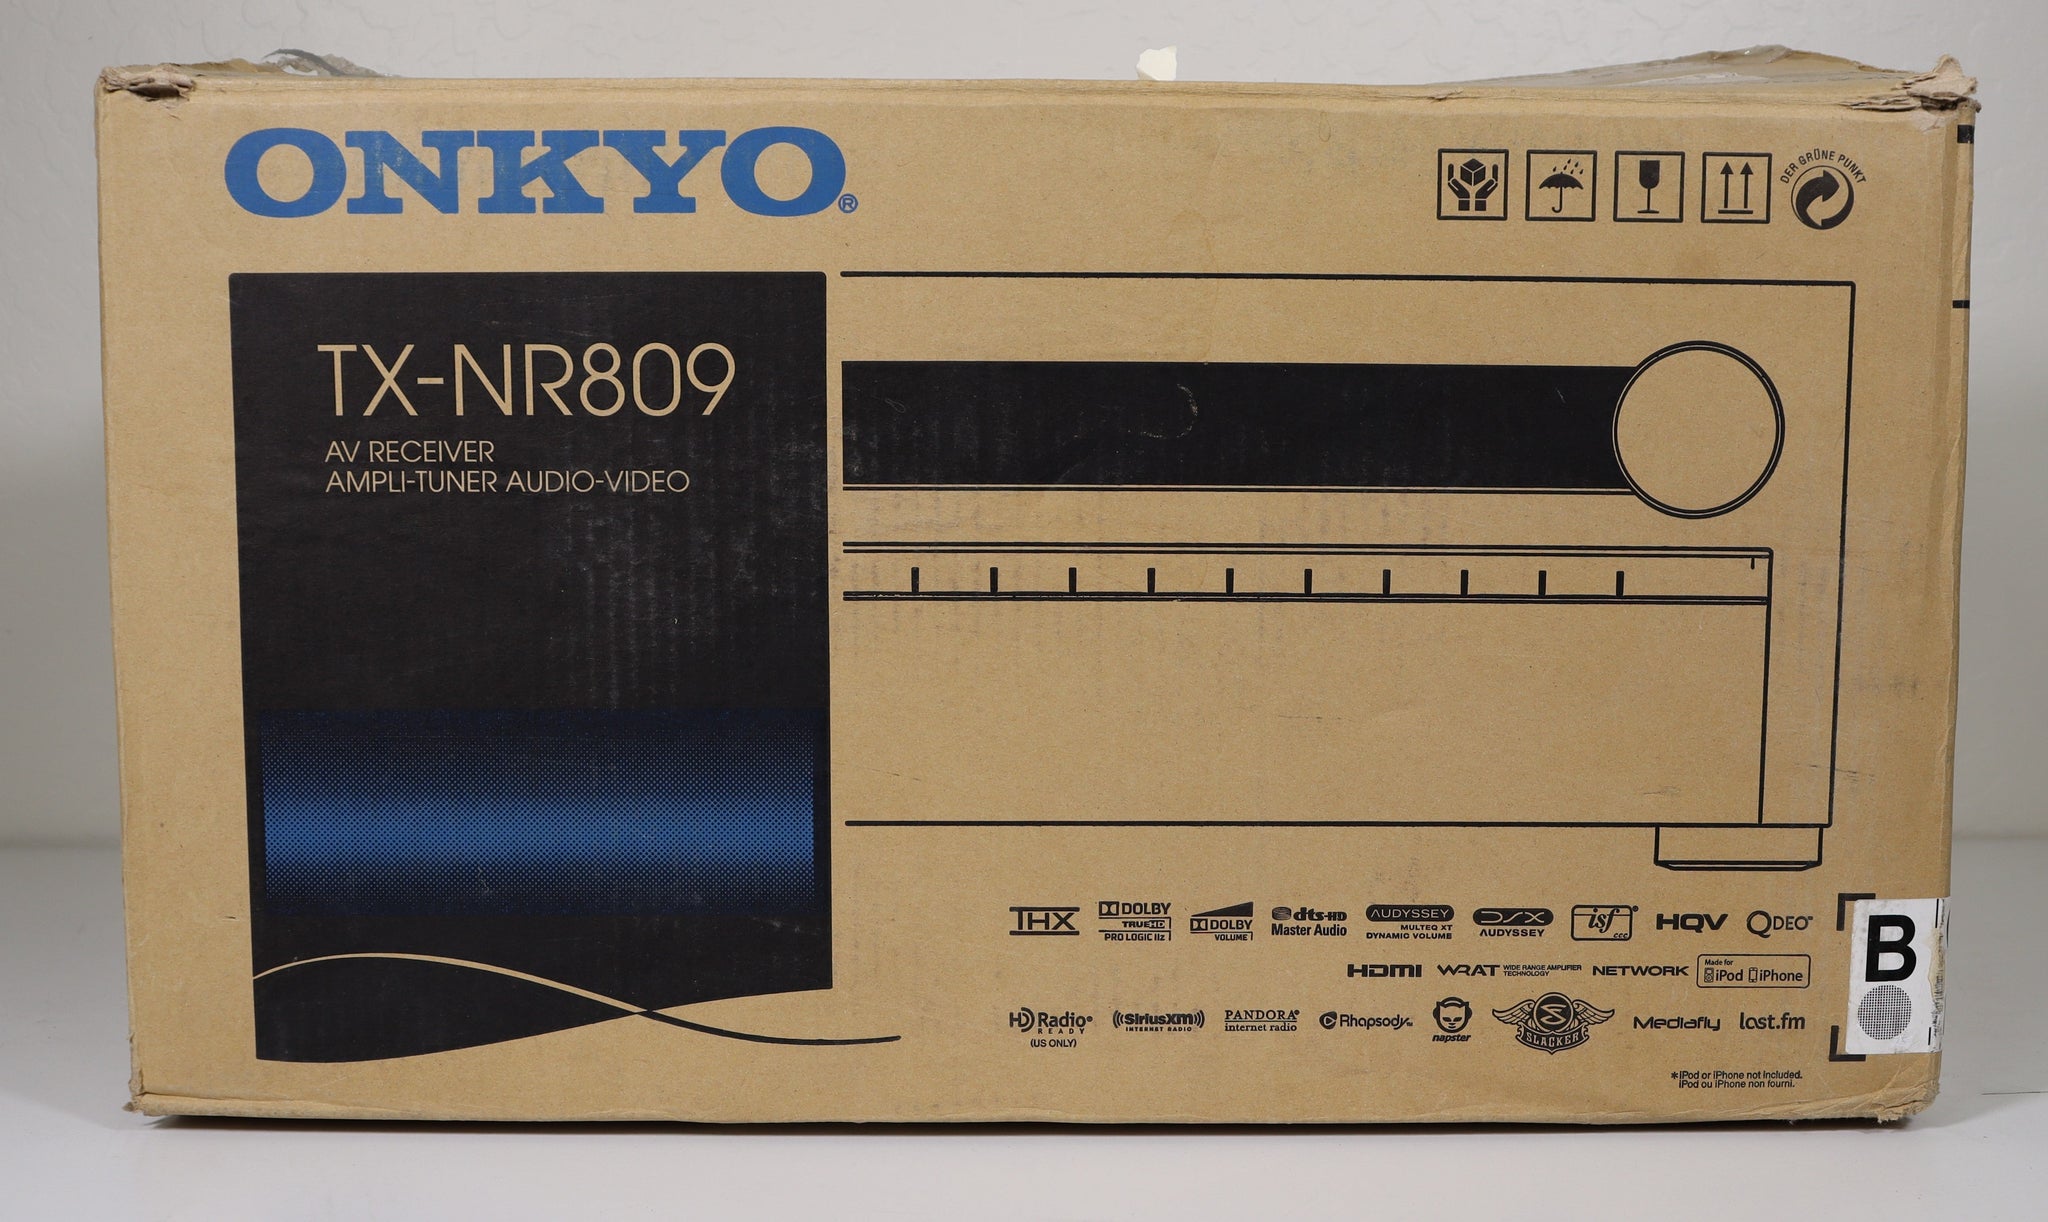 ONKYO®
DER GRÜNE PUNKT
TX-NR809
AV RECEIVER
AMPLI-TUNER AUDIO-VIDEO
THX
DOLBY
TRUEHD
PRO LOGIC IIz
DOLBY
VOLUME
dts-HD
Master Audio
AUDYSSEY
MULTEQ XT
DYNAMIC VOLUME
DSX
AUDYSSEY
isf
ccc
HQV
QDEO
HDMI
WRAT WIDE RANGE AMPLIFIER
TECHNOLOGY
NETWORK
Made for
iPod iPhone
HD Radio®
READY
(US ONLY)
SiriusXM
INTERNET RADIO
PANDORA®
internet radio
Rhapsody
napster
SLACKER
Mediafly
last.fm
B
*iPod or iPhone not included.
iPod ou iPhone non fourni.